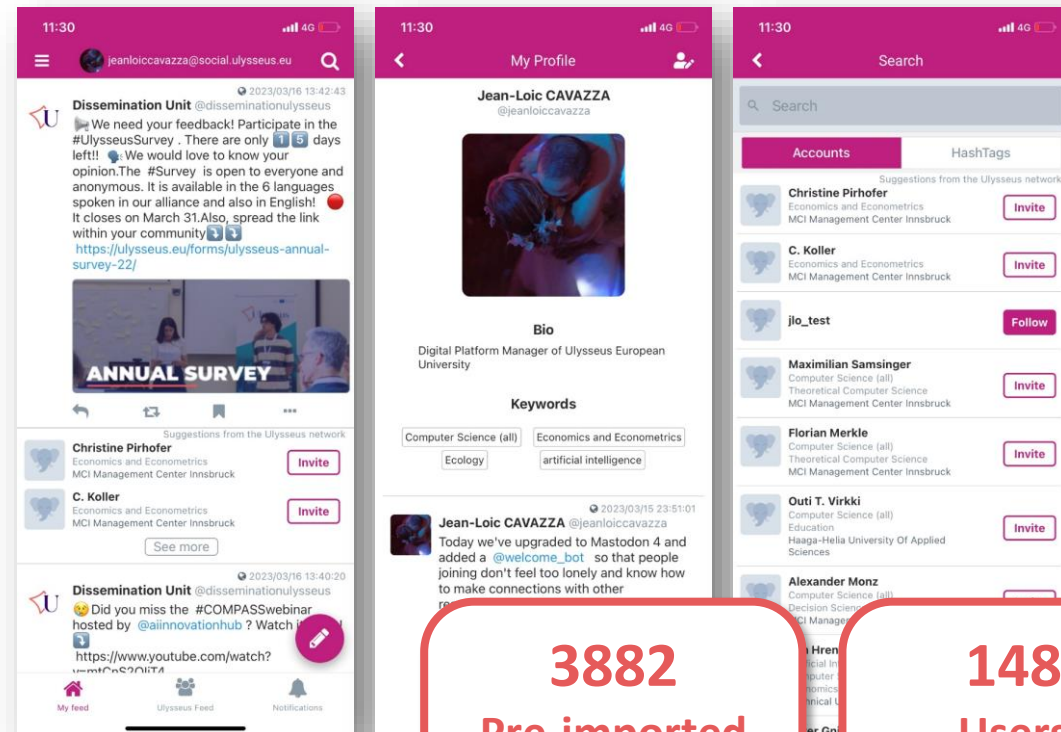 11:30
4G
jeanloiccavazza@social.ulysseus.eu
2023/03/16 13:42:43
Dissemination Unit @disseminationulysseus
We need your feedback! Participate in the
#UlysseusSurvey . There are only 1️⃣ 5️⃣ days
left!! 🗣️We would love to know your
opinion.The #Survey is open to everyone and
anonymous. It is available in the 6 languages
spoken in our alliance and also in English! 🔴
It closes on March 31.Also, spread the link
within your community⤵️⤵️
https://ulysseus.eu/forms/ulysseus-annual-
survey-22/
ANNUAL SURVEY
Suggestions from the Ulysseus network
Christine Pirhofer
Economics and Econometrics
MCI Management Center Innsbruck
Invite
C. Koller
Economics and Econometrics
MCI Management Center Innsbruck
Invite
See more
2023/03/16 13:40:20
Dissemination Unit @disseminationulysseus
Did you miss the #COMPASSwebinar
hosted by @aiinnovationhub ? Watch
https://www.youtube.com/watch?
My feed
Ulysseus Feed
Notifications
11:30
4G
My Profile
Jean-Loic CAVAZZA
@jeanloiccavazza
Bio
Digital Platform Manager of Ulysseus European
University
Keywords
Computer Science (all)
Economics and Econometrics
Ecology
artificial intelligence
2023/03/15 23:51:01
Jean-Loic CAVAZZA @jeanloiccavazza
Today we've upgraded to Mastodon 4 and
added a @welcome_bot so that people
joining don't feel too lonely and know how
to make connections with other
3882
Pre-imported
11:30
4G
Search
Search
Accounts
HashTags
Suggestions from the Ulysseus network
Christine Pirhofer
Economics and Econometrics
MCI Management Center Innsbruck
Invite
C. Koller
Economics and Econometrics
MCI Management Center Innsbruck
Invite
jlo_test
Follow
Maximilian Samsinger
Computer Science (all)
Theoretical Computer Science
MCI Management Center Innsbruck
Invite
Florian Merkle
Computer Science (all)
Theoretical Computer Science
MCI Management Center Innsbruck
Invite
Outi T. Virkki
Computer Science (all)
Education
Haaga-Helia University Of Applied
Sciences
Invite
Alexander Monz
Computer Science (all)
Decision
148
Users